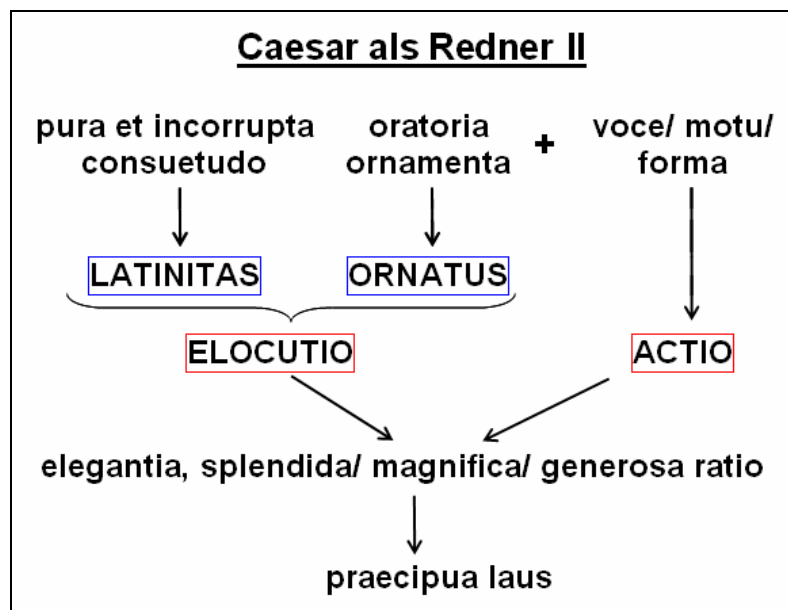 Caesar als Redner II
pura et incorrupta
consuetudo
oratoria
ornamenta
+
voce/ motu/
forma
LATINITAS
ORNATUS
ELOCUTIO
ACTIO
elegantia, splendida/ magnifica/ generosa ratio
praecipua laus